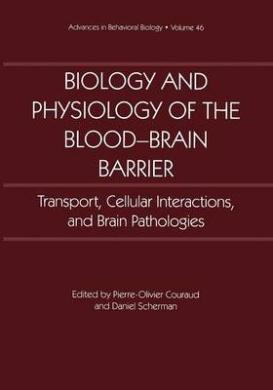 Advances in Behavioral Biology • Volume 46
BIOLOGY AND
PHYSIOLOGY OF THE
BLOOD–BRAIN
BARRIER
Transport, Cellular Interactions,
and Brain Pathologies
Edited by Pierre-Olivier Couraud
and Daniel Scherman